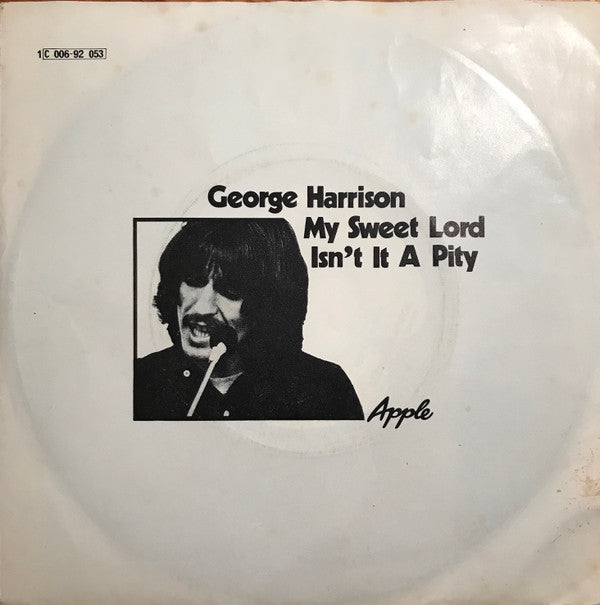 1C 006-92 053
George Harrison
My Sweet Lord
Isn't It A Pity
Apple